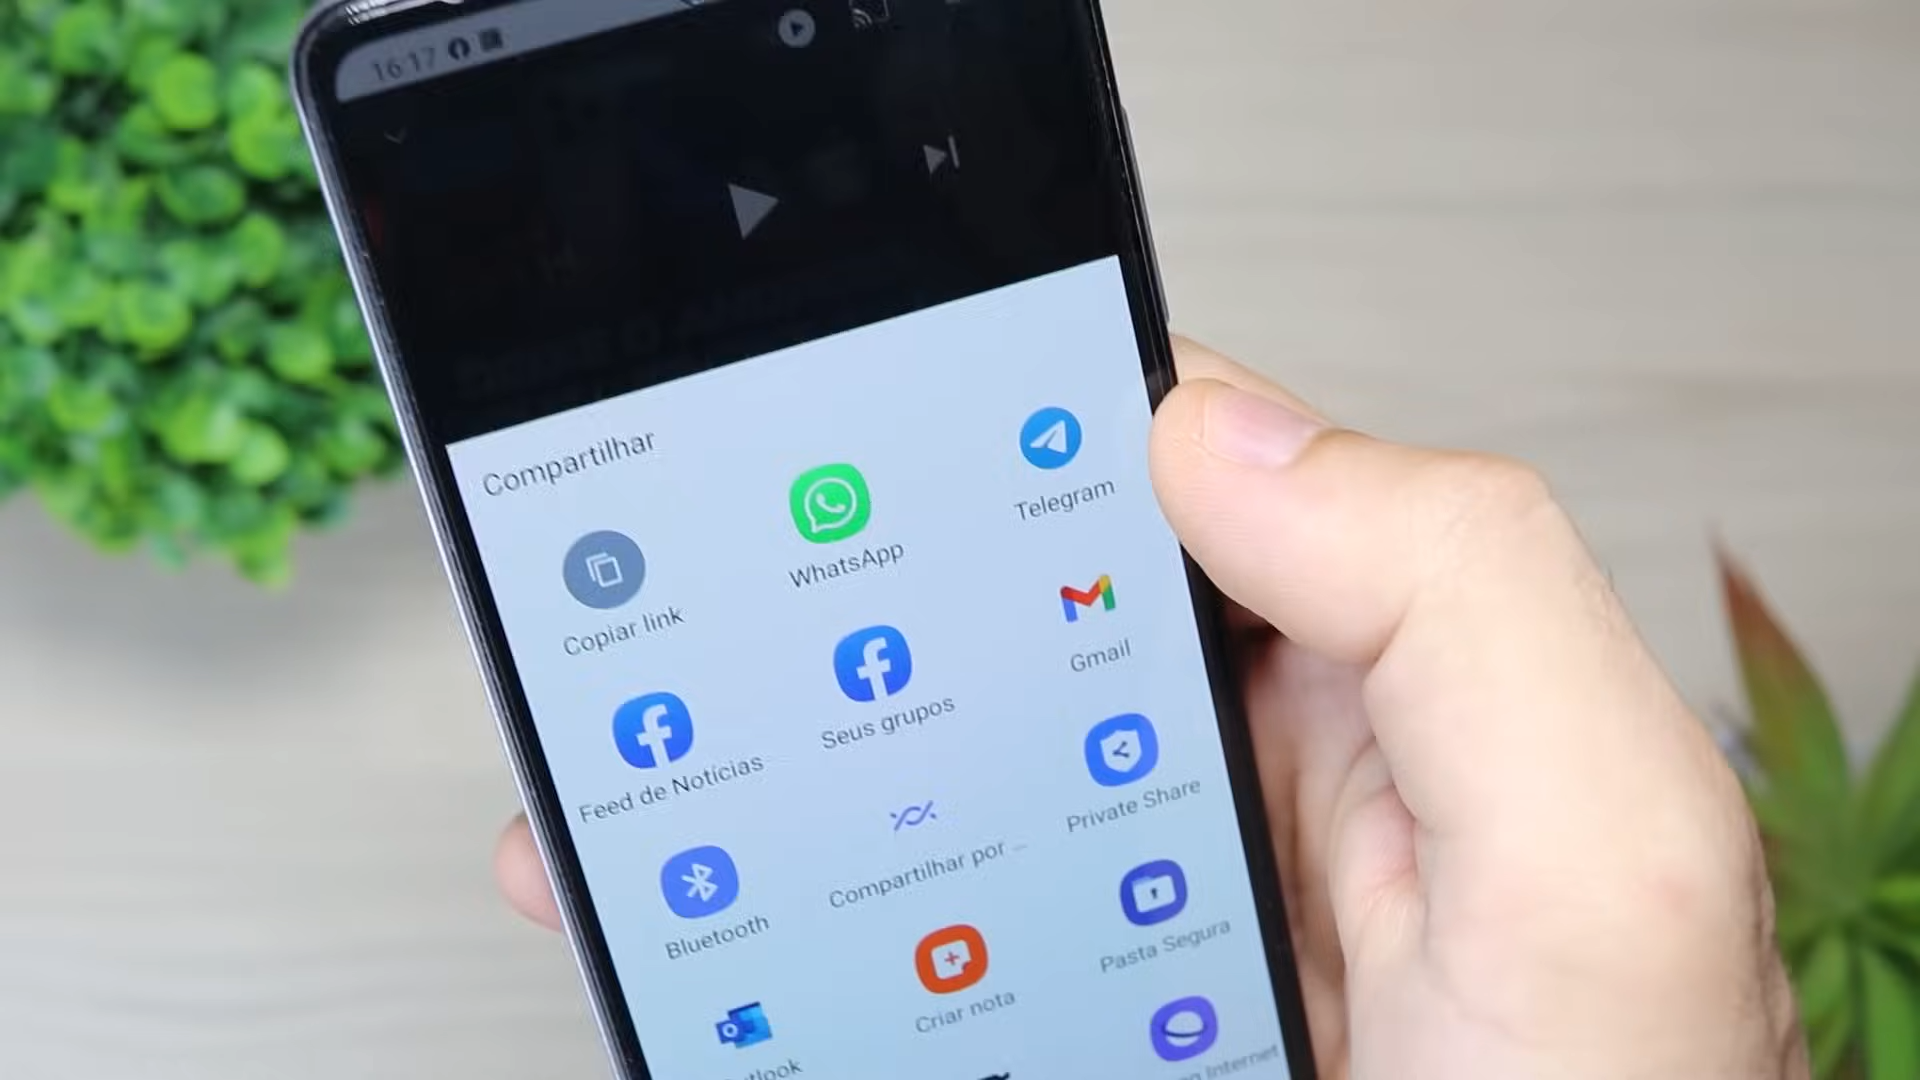 16:17
Compartilhar
Copiar link
WhatsApp
Telegram
Feed de Notícias
Seus grupos
Gmail
Bluetooth
Compartilhar por ...
Private Share
Criar nota
Pasta Segura
Internet